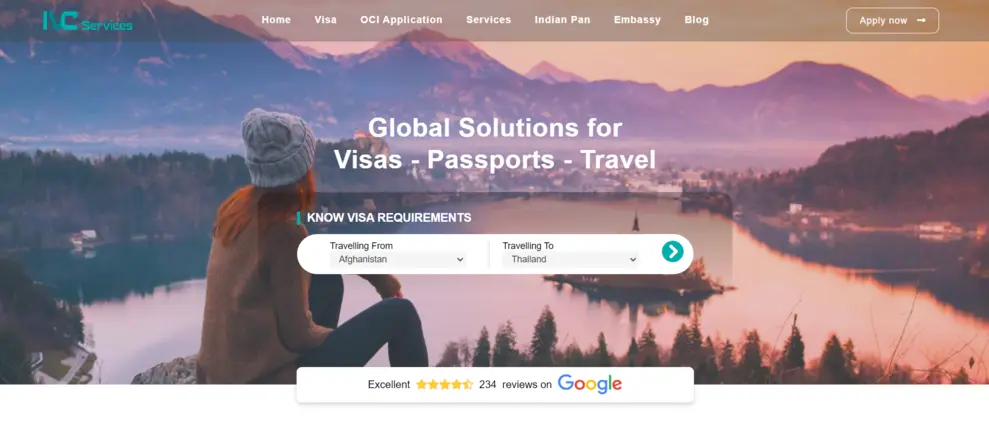 IVC Services
Home Visa OCI Application Services Indian Pan Embassy Blog
Apply now
Global Solutions for
Visas - Passports - Travel
KNOW VISA REQUIREMENTS
Travelling From
Afghanistan
Travelling To
Thailand
Excellent 234 reviews on Google